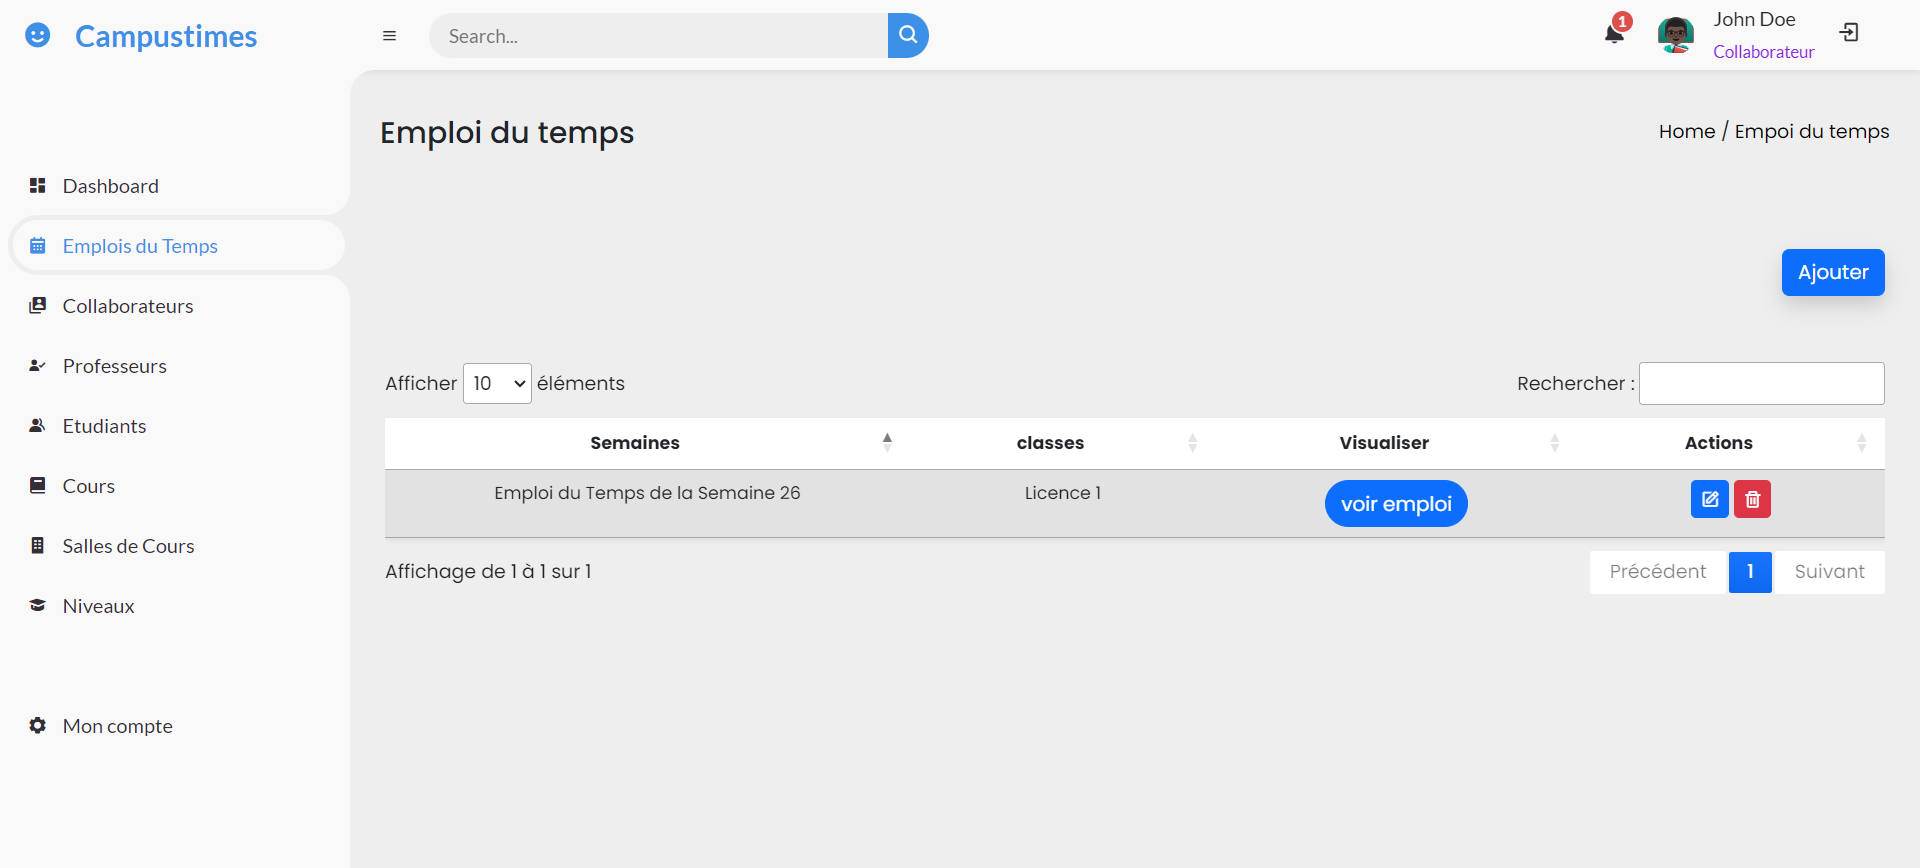 Campustimes
Search...
1
John Doe
Collaborateur
Emploi du temps
Home / Empoi du temps
Dashboard
Emplois du Temps
Collaborateurs
Professeurs
Etudiants
Cours
Salles de Cours
Niveaux
Mon compte
Ajouter
Afficher 10 éléments
Rechercher :
Semaines classes Visualiser Actions
Emploi du Temps de la Semaine 26 Licence 1 voir emploi
Affichage de 1 à 1 sur 1
Précédent 1 Suivant